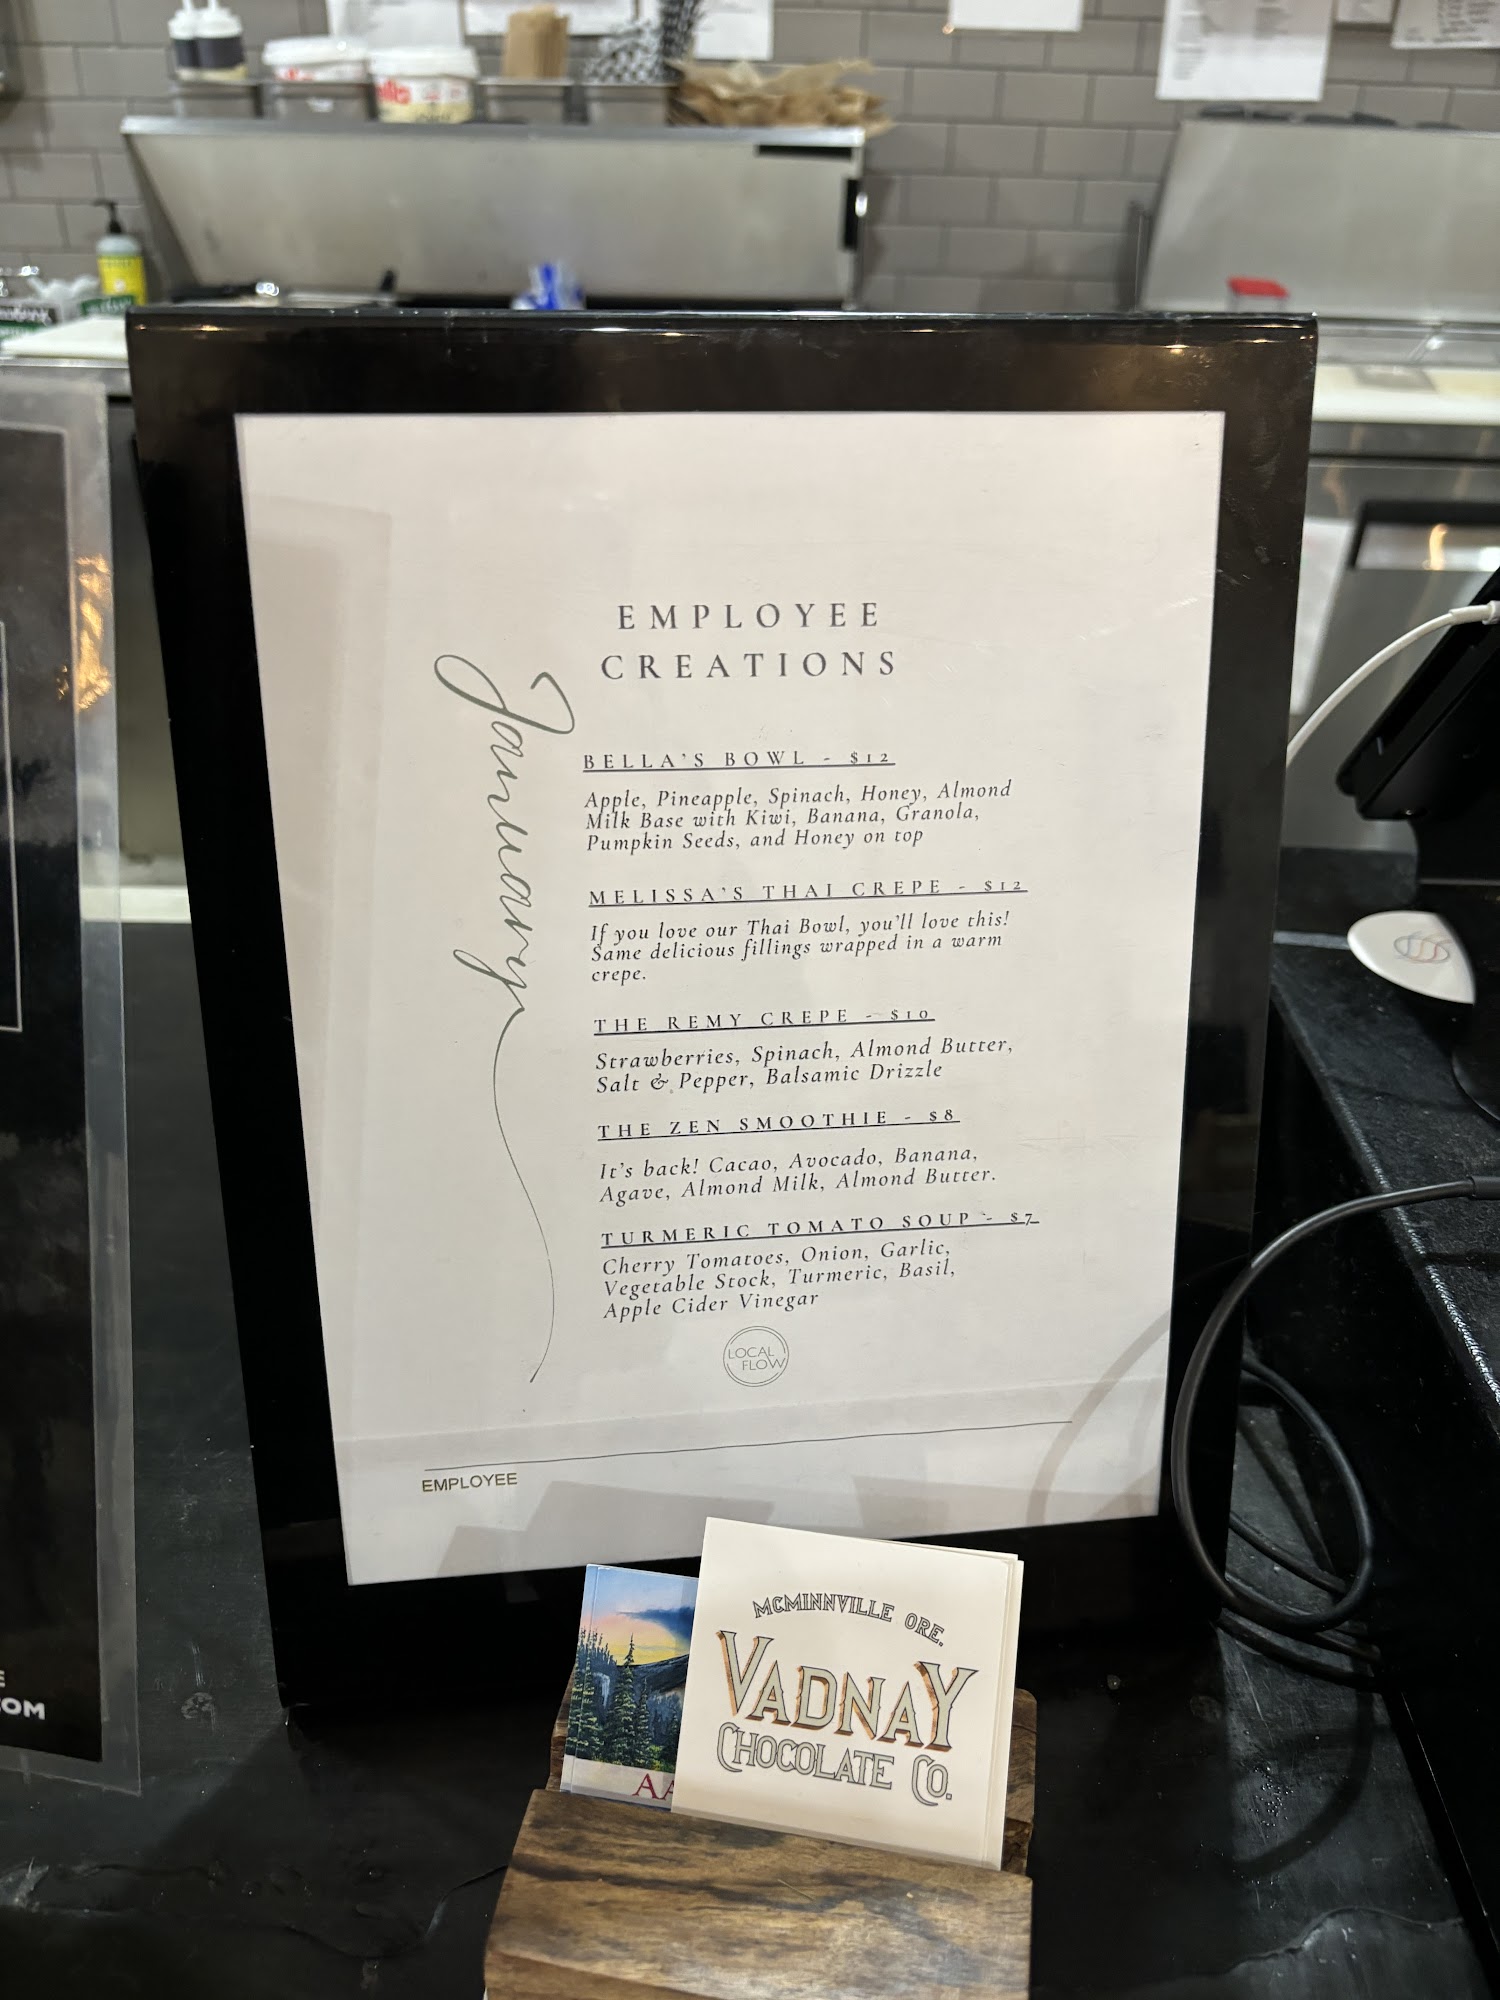 EMPLOYEE
CREATIONS
January
BELLA'S BOWL - $12
Apple, Pineapple, Spinach, Honey, Almond
Milk Base with Kiwi, Banana, Granola,
Pumpkin Seeds, and Honey on top
MELISSA'S THAI CREPE - $12
If you love our Thai Bowl, you'll love this!
Same delicious fillings wrapped in a warm
crepe.
THE REMY CREPE - $10
Strawberries, Spinach, Almond Butter,
Salt & Pepper, Balsamic Drizzle
THE ZEN SMOOTHIE - $8
It's back! Cacao, Avocado, Banana,
Agave, Almond Milk, Almond Butter.
TURMERIC TOMATO SOUP - $7
Cherry Tomatoes, Onion, Garlic,
Vegetable Stock, Turmeric, Basil,
Apple Cider Vinegar
LOCAL
FLOW
EMPLOYEE
MCMINNVILLE ORE.
VADNAY
CHOCOLATE CO.